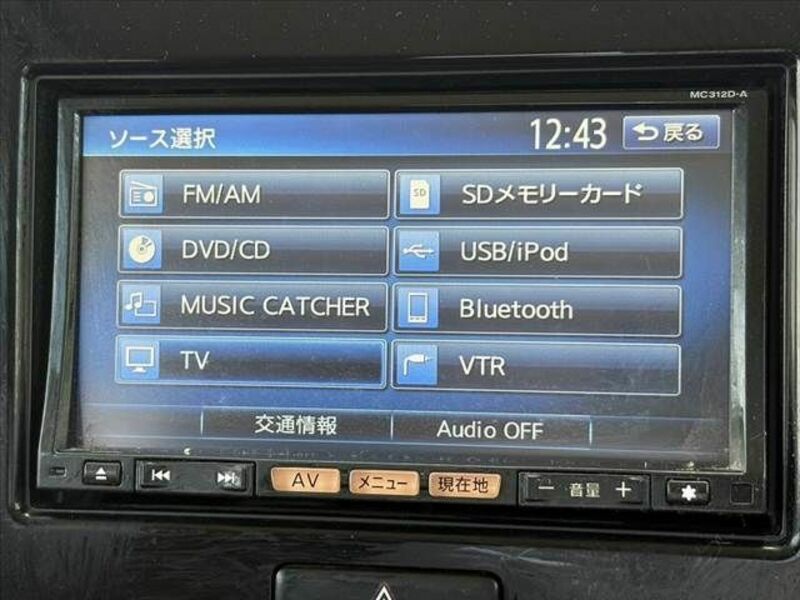 MC312D-A
ソース選択 12:43 戻る
FM/AM SDメモリーカード
SD
DVD/CD USB/iPod
MUSIC CATCHER Bluetooth
TV VTR
交通情報 Audio OFF
AV メニュー 現在地 − 音量 +